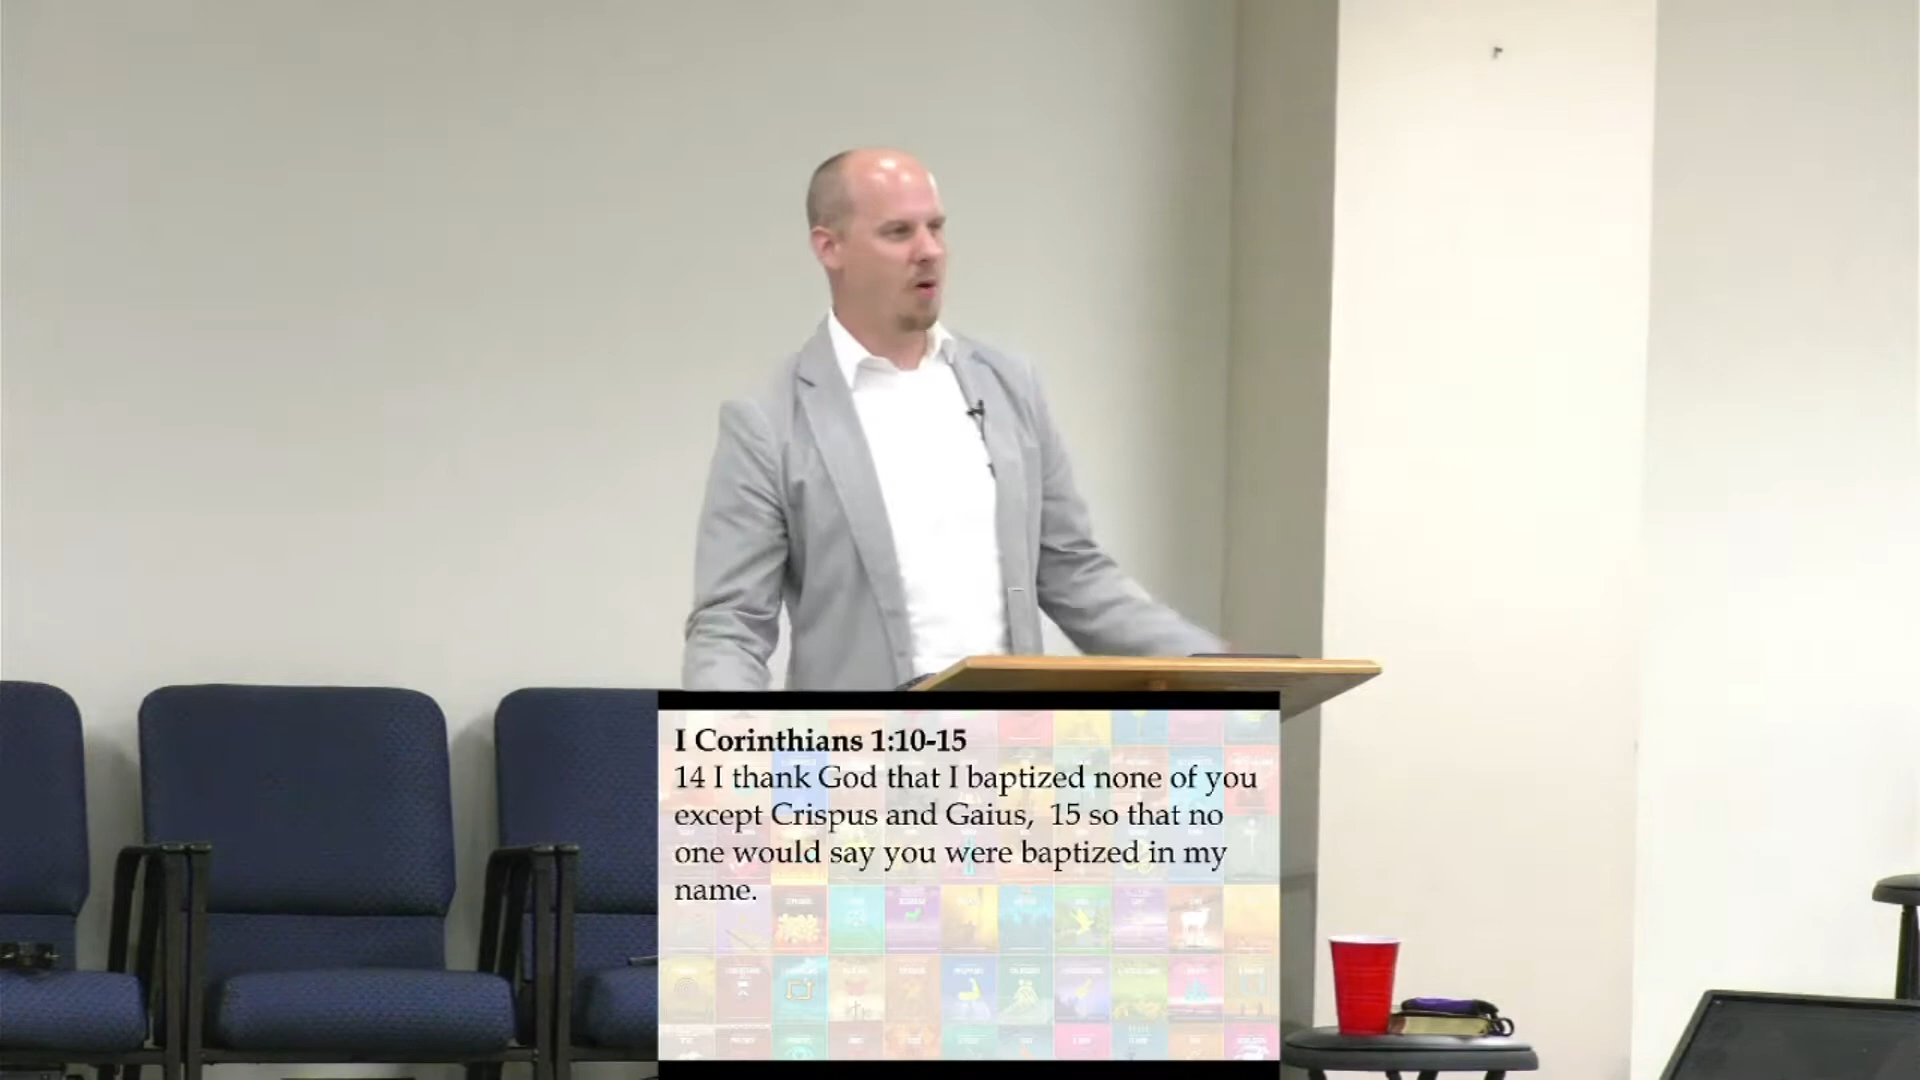 I Corinthians 1:10-15
14 I thank God that I baptized none of you
except Crispus and Gaius,  15 so that no
one would say you were baptized in my
name.